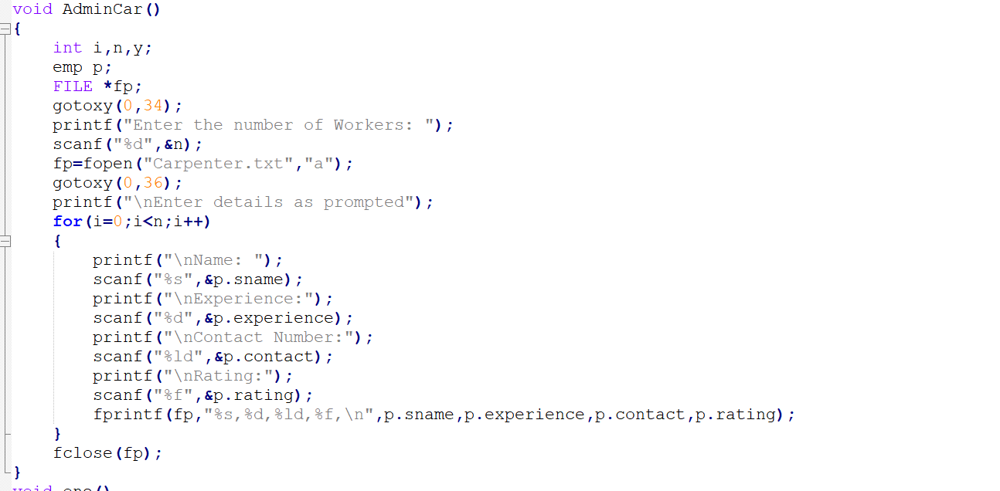 void AdminCar()
{
    int i,n,y;
    emp p;
    FILE *fp;
    gotoxy(0,34);
    printf("Enter the number of Workers: ");
    scanf("%d",&n);
    fp=fopen("Carpenter.txt","a");
    gotoxy(0,36);
    printf("\nEnter details as prompted");
    for(i=0;i<n;i++)
    {
        printf("\nName: ");
        scanf("%s",&p.sname);
        printf("\nExperience:");
        scanf("%d",&p.experience);
        printf("\nContact Number:");
        scanf("%ld",&p.contact);
        printf("\nRating:");
        scanf("%f",&p.rating);
        fprintf(fp,"%s,%d,%ld,%f,\n",p.sname,p.experience,p.contact,p.rating);
    }
    fclose(fp);
}
void